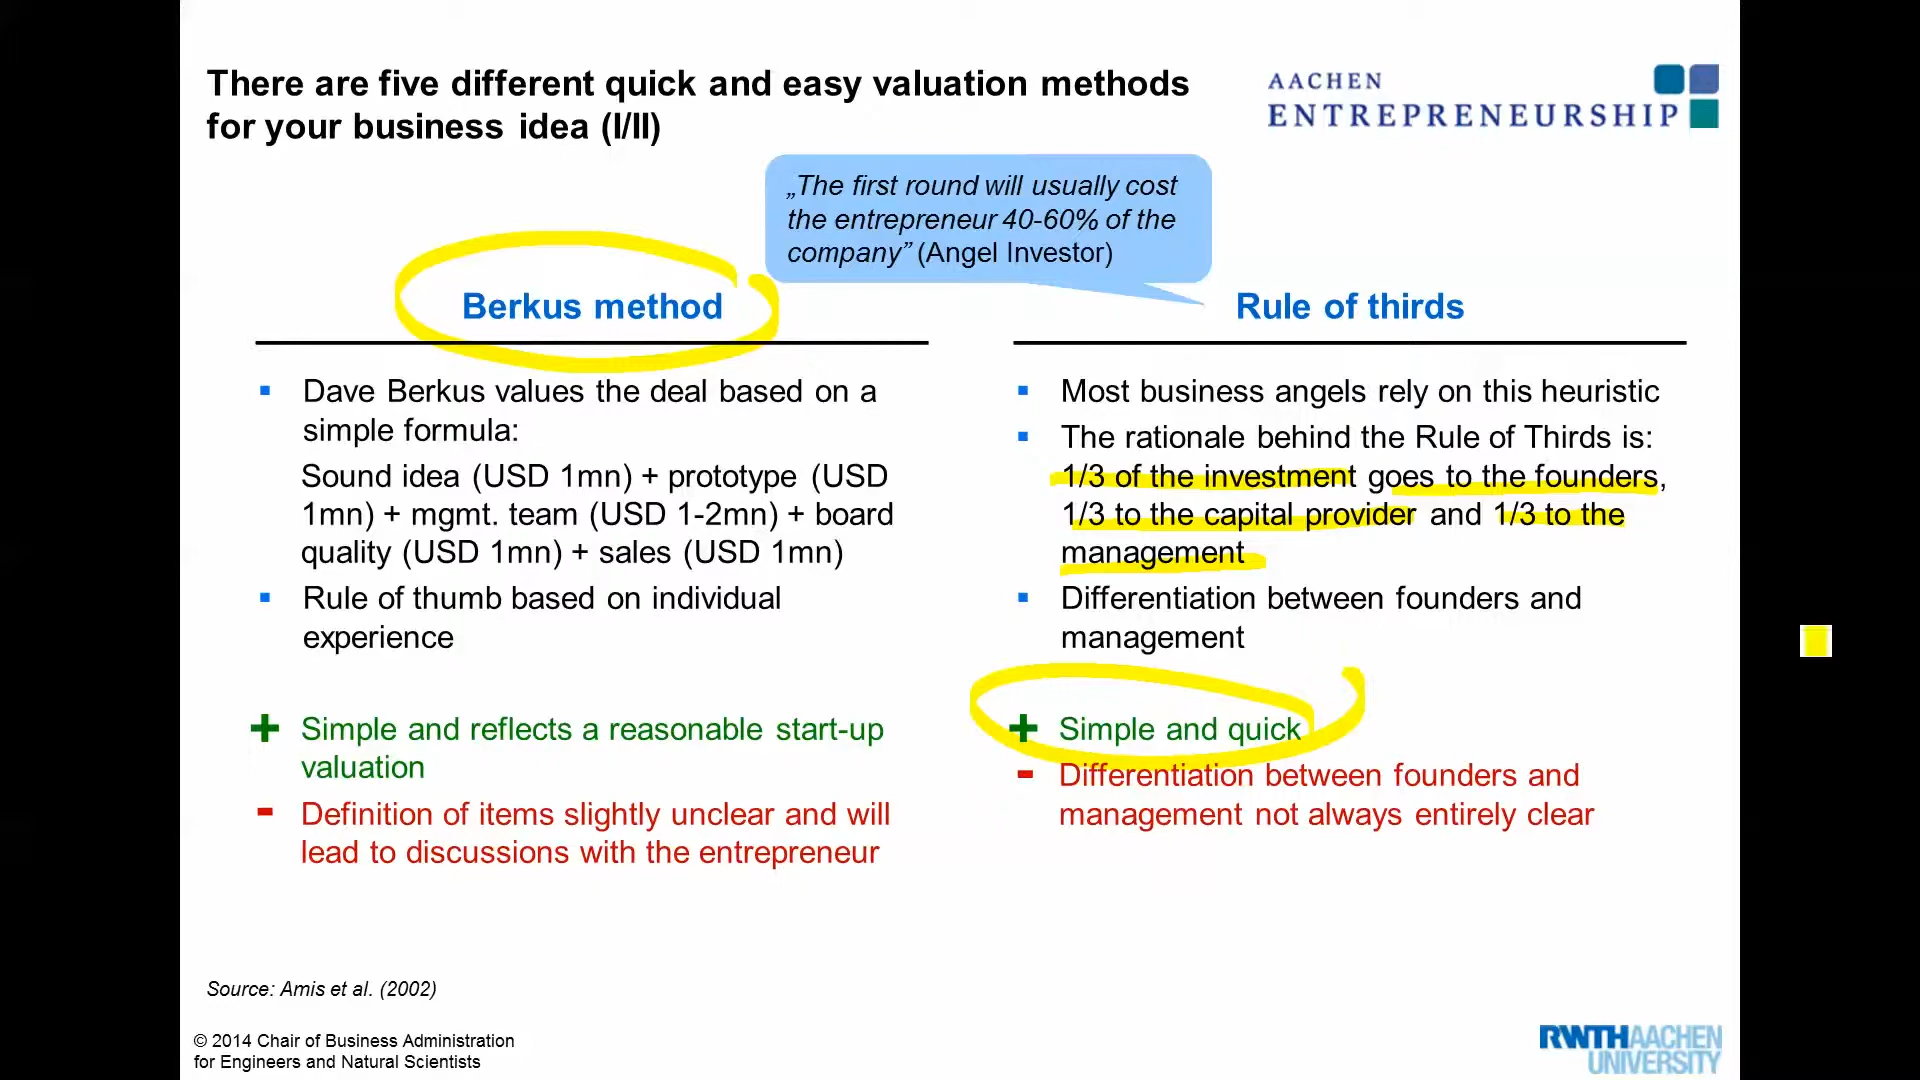 There are five different quick and easy valuation methods
for your business idea (I/II)
AACHEN
ENTREPRENEURSHIP
„The first round will usually cost
the entrepreneur 40-60% of the
company” (Angel Investor)
Berkus method
▪ Dave Berkus values the deal based on a
simple formula:
Sound idea (USD 1mn) + prototype (USD
1mn) + mgmt. team (USD 1-2mn) + board
quality (USD 1mn) + sales (USD 1mn)
▪ Rule of thumb based on individual
experience
+ Simple and reflects a reasonable start-up
valuation
- Definition of items slightly unclear and will
lead to discussions with the entrepreneur
Rule of thirds
▪ Most business angels rely on this heuristic
▪ The rationale behind the Rule of Thirds is:
1/3 of the investment goes to the founders,
1/3 to the capital provider and 1/3 to the
management
▪ Differentiation between founders and
management
+ Simple and quick
- Differentiation between founders and
management not always entirely clear
Source: Amis et al. (2002)
© 2014 Chair of Business Administration
for Engineers and Natural Scientists
RWTHAACHEN
UNIVERSITY